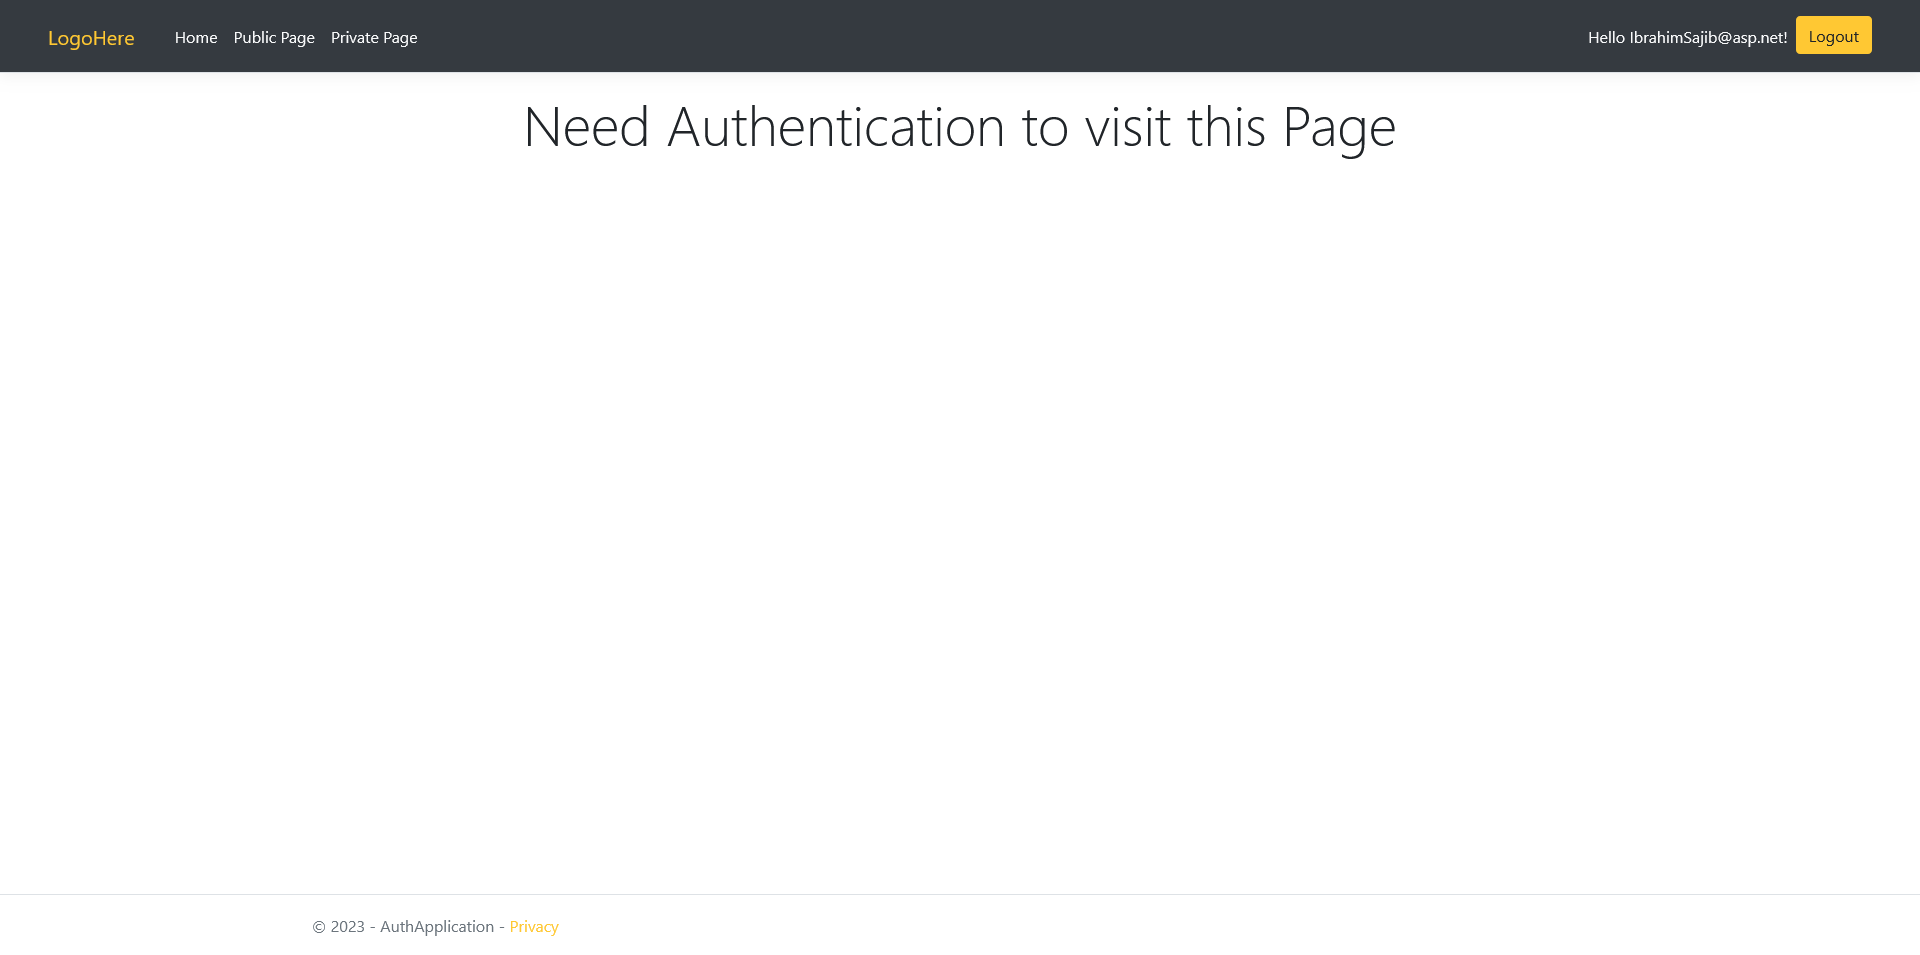 LogoHere Home Public Page Private Page Hello IbrahimSajib@asp.net! Logout
Need Authentication to visit this Page
© 2023 - AuthApplication - Privacy